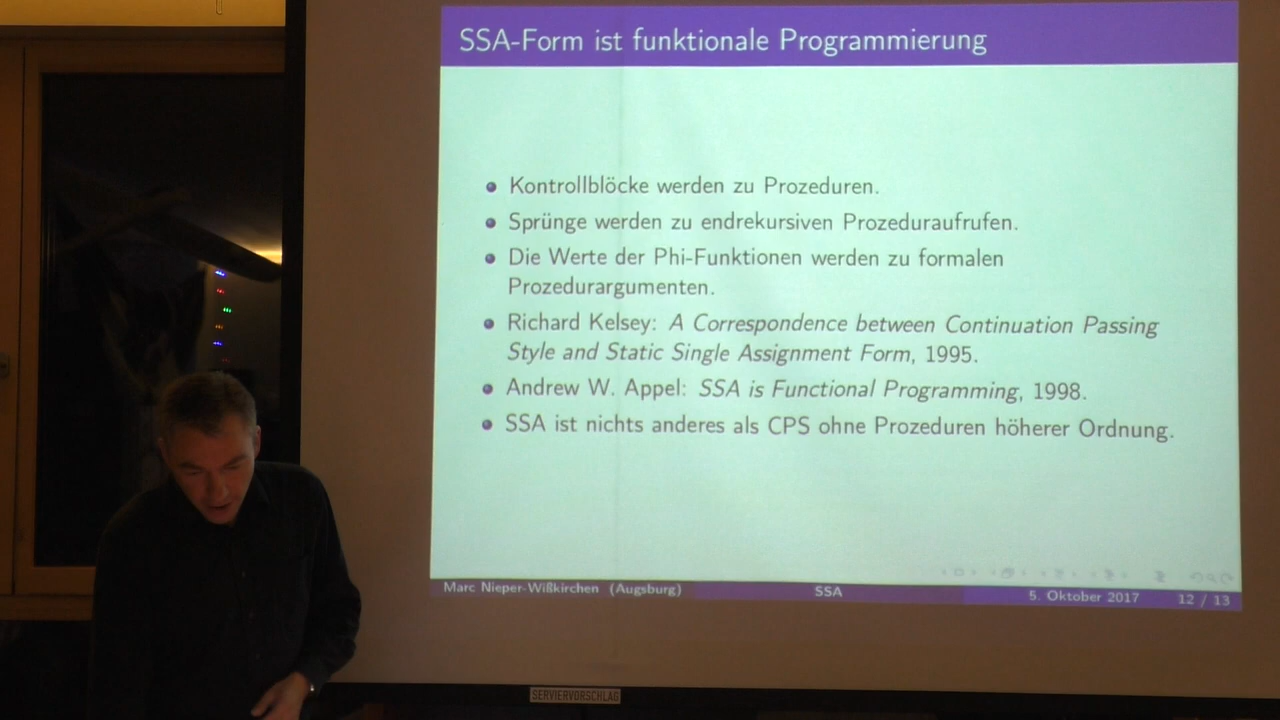 SSA-Form ist funktionale Programmierung
Kontrollblöcke werden zu Prozeduren.
Sprünge werden zu endrekursiven Prozeduraufrufen.
Die Werte der Phi-Funktionen werden zu formalen
Prozedurargumenten.
Richard Kelsey: A Correspondence between Continuation Passing
Style and Static Single Assignment Form, 1995.
Andrew W. Appel: SSA is Functional Programming, 1998.
SSA ist nichts anderes als CPS ohne Prozeduren höherer Ordnung.
Marc Nieper-Wißkirchen (Augsburg)
SSA
5. Oktober 2017
12 / 13
SERVIERVORSCHLAG